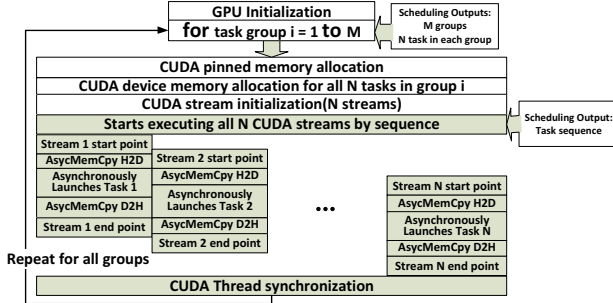 GPU Initialization
for task group i = 1 to M
Scheduling Outputs:
M groups
N task in each group
CUDA pinned memory allocation
CUDA device memory allocation for all N tasks in group i
CUDA stream initialization(N streams)
Starts executing all N CUDA streams by sequence
Scheduling Output:
Task sequence
Stream 1 start point
AsycMemCpy H2D
Asynchronously
Launches Task 1
AsycMemCpy D2H
Stream 1 end point
Stream 2 start point
AsycMemCpy H2D
Asynchronously
Launches Task 2
AsycMemCpy D2H
Stream 2 end point
...
Stream N start point
AsycMemCpy H2D
Asynchronously
Launches Task N
AsycMemCpy D2H
Stream N end point
Repeat for all groups
CUDA Thread synchronization